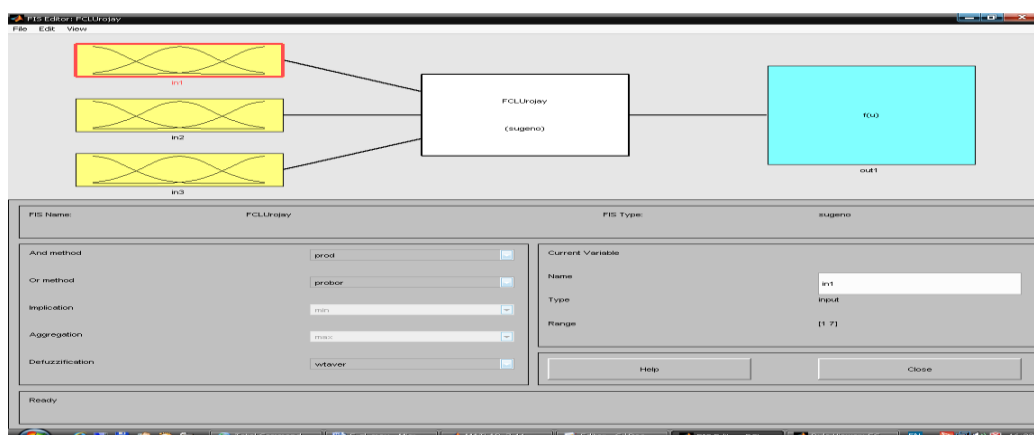 FIS Editor: FCLUrojay
File Edit View
in1
in2
in3
FCLUrojay
(sugeno)
f(u)
out1
FIS Name: FCLUrojay FIS Type: sugeno
And method prod
Or method probor
Implication min
Aggregation max
Defuzzification wtaver
Current Variable
Name in1
Type input
Range [1 7]
Help Close
Ready